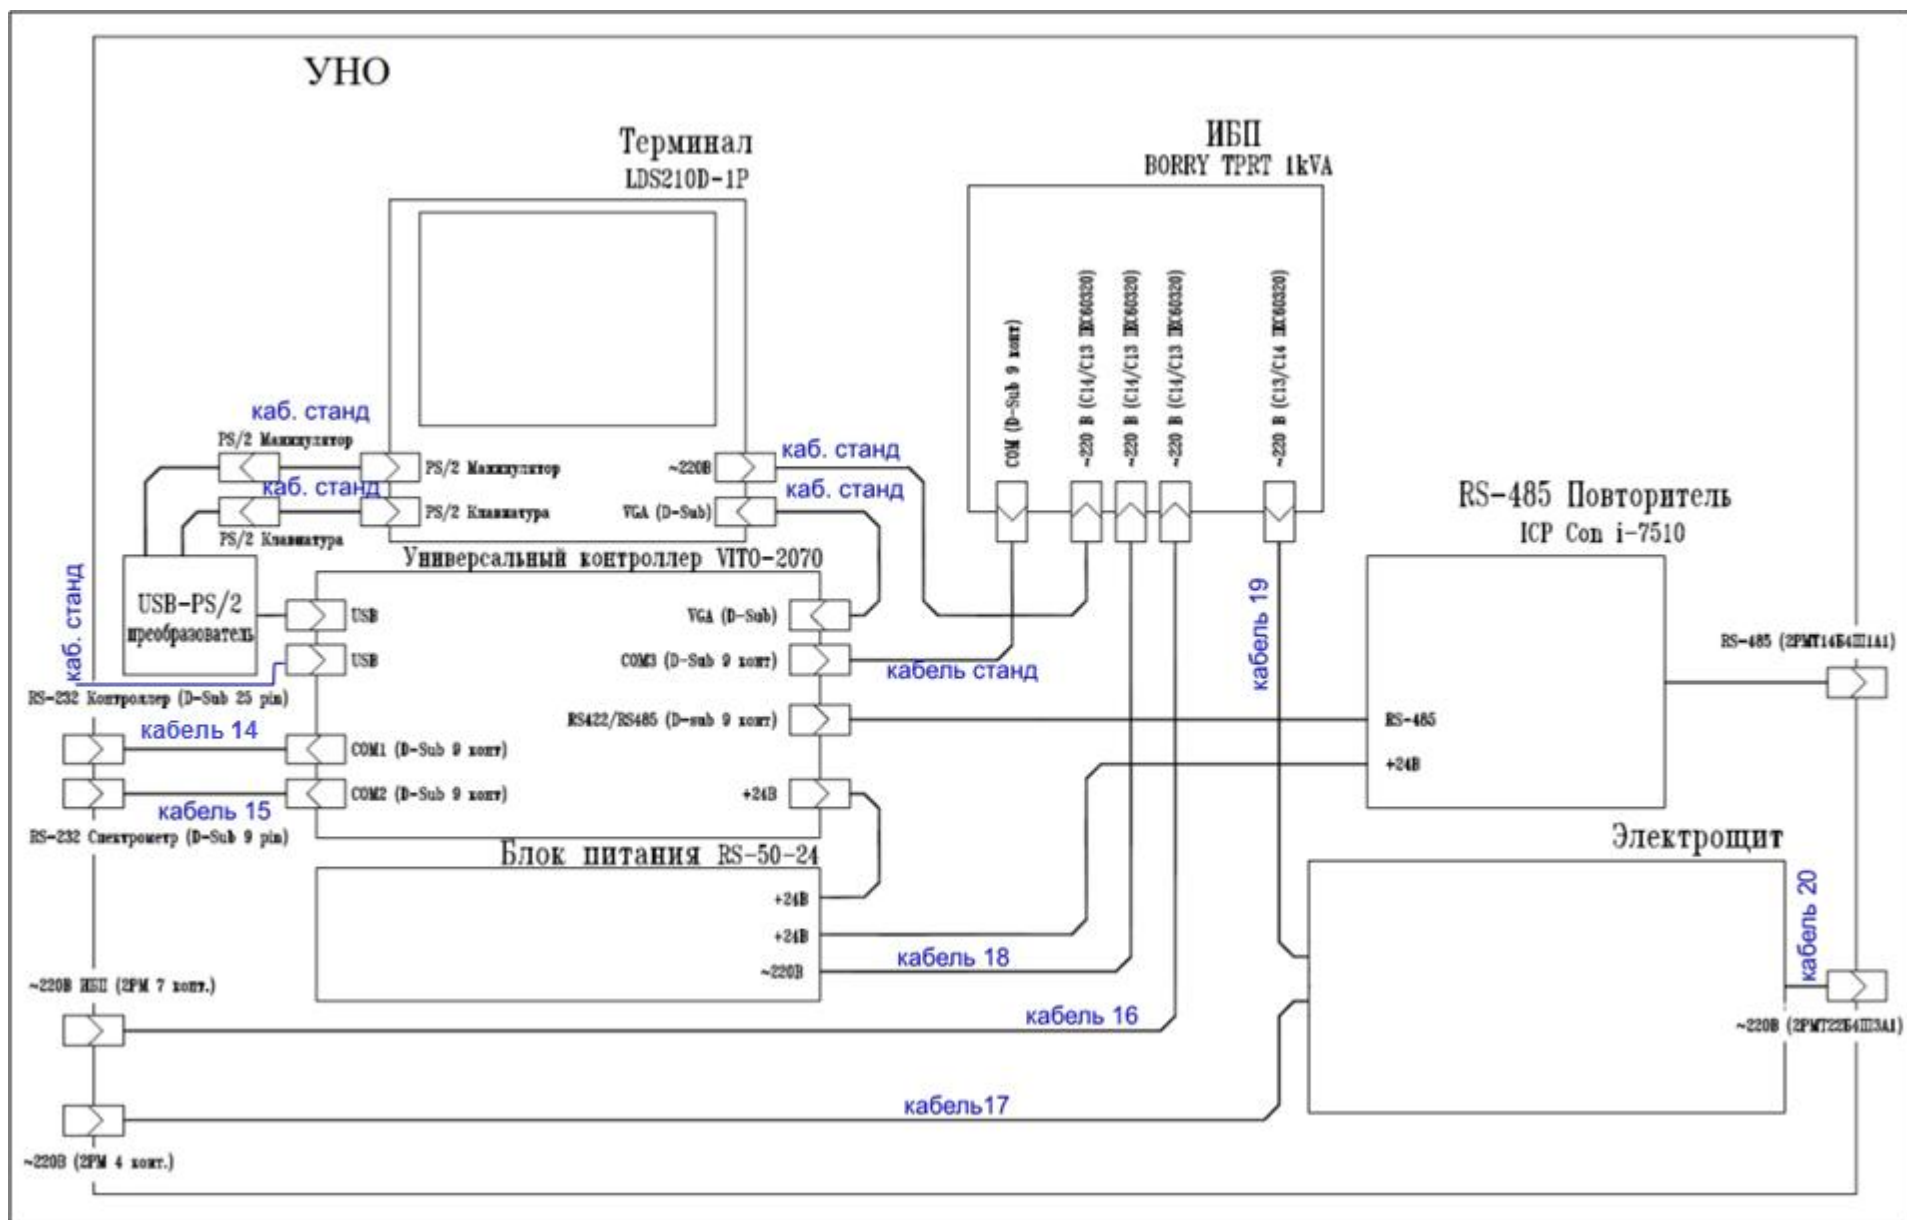 УНО
Терминал
LDS210D-1P
ИБП
BORRY TPRT 1kVA
COM (D-Sub 9 конт)
~220 В (C14/C13 IEC60320)
~220 В (C14/C13 IEC60320)
~220 В (C14/C13 IEC60320)
~220 В (C13/C14 IEC60320)
каб. станд
PS/2 Манипулятор
PS/2 Манипулятор
~220В
каб. станд
каб. станд
PS/2 Клавиатура
PS/2 Клавиатура
VGA (D-Sub)
каб. станд
RS-485 Повторитель
ICP Con i-7510
Универсальный контроллер VITO-2070
каб. станд
USB-PS/2
преобразователь
USB
USB
VGA (D-Sub)
COM3 (D-Sub 9 конт)
кабель станд
кабель 19
RS-485 (2РМТ14Б4Ш1А1)
RS-232 Контроллер (D-Sub 25 pin)
RS422/RS485 (D-sub 9 конт)
RS-485
+24В
кабель 14
COM1 (D-Sub 9 конт)
COM2 (D-Sub 9 конт)
+24В
кабель 15
RS-232 Спектрометр (D-Sub 9 pin)
Блок питания RS-50-24
+24В
+24В
~220В
кабель 18
Электрощит
кабель 20
~220В ИБП (2РМ 7 конт.)
кабель 16
~220В (2РМТ22Б4Ш3А1)
кабель17
~220В (2РМ 4 конт.)